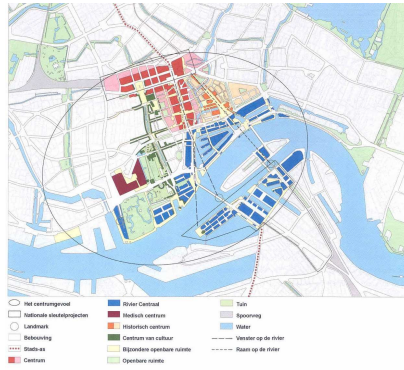 Het centrumgevoel
Nationale sleutelprojecten
Landmark
Bebouwing
Stads-as
Centrum
Rivier Centraal
Medisch centrum
Historisch centrum
Centrum van cultuur
Bijzondere openbare ruimte
Openbare ruimte
Tuin
Spoorweg
Water
Venster op de rivier
Raam op de rivier